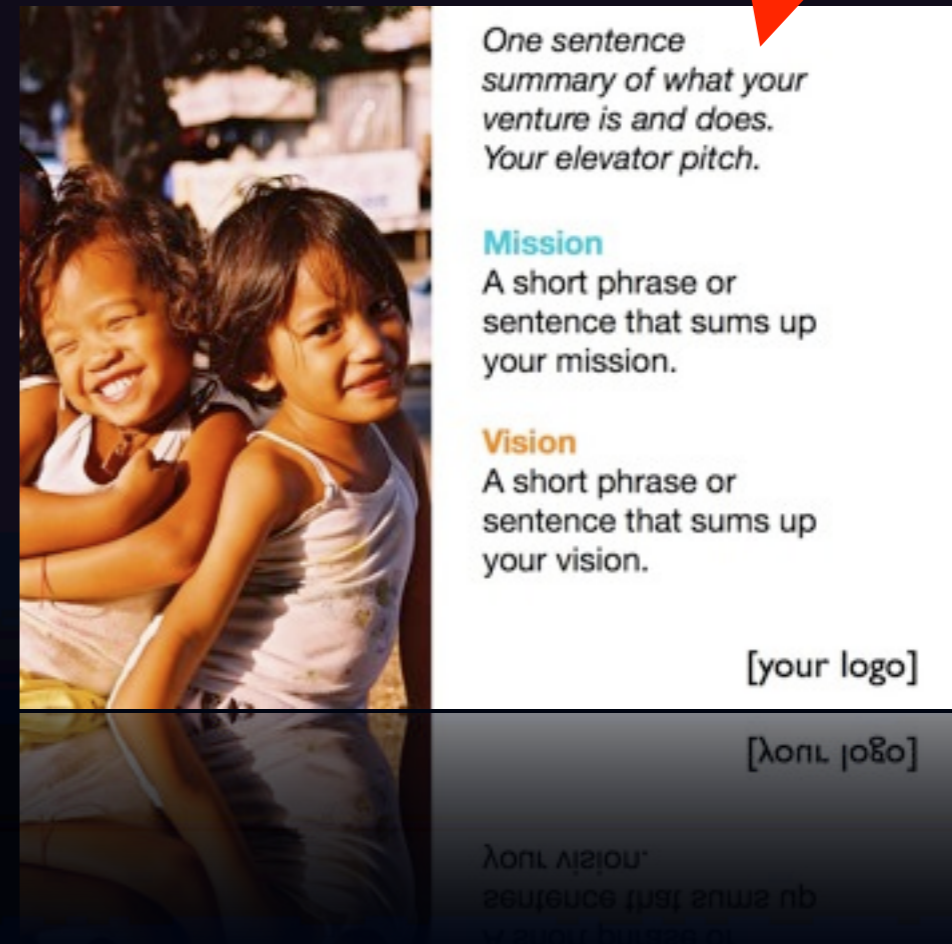 One sentence
summary of what your
venture is and does.
Your elevator pitch.
Mission
A short phrase or
sentence that sums up
your mission.
Vision
A short phrase or
sentence that sums up
your vision.
[your logo]